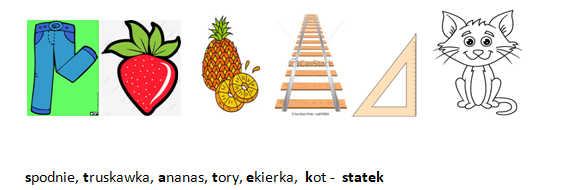 spodnie, truskawka, ananas, tory, ekierka, kot - statek